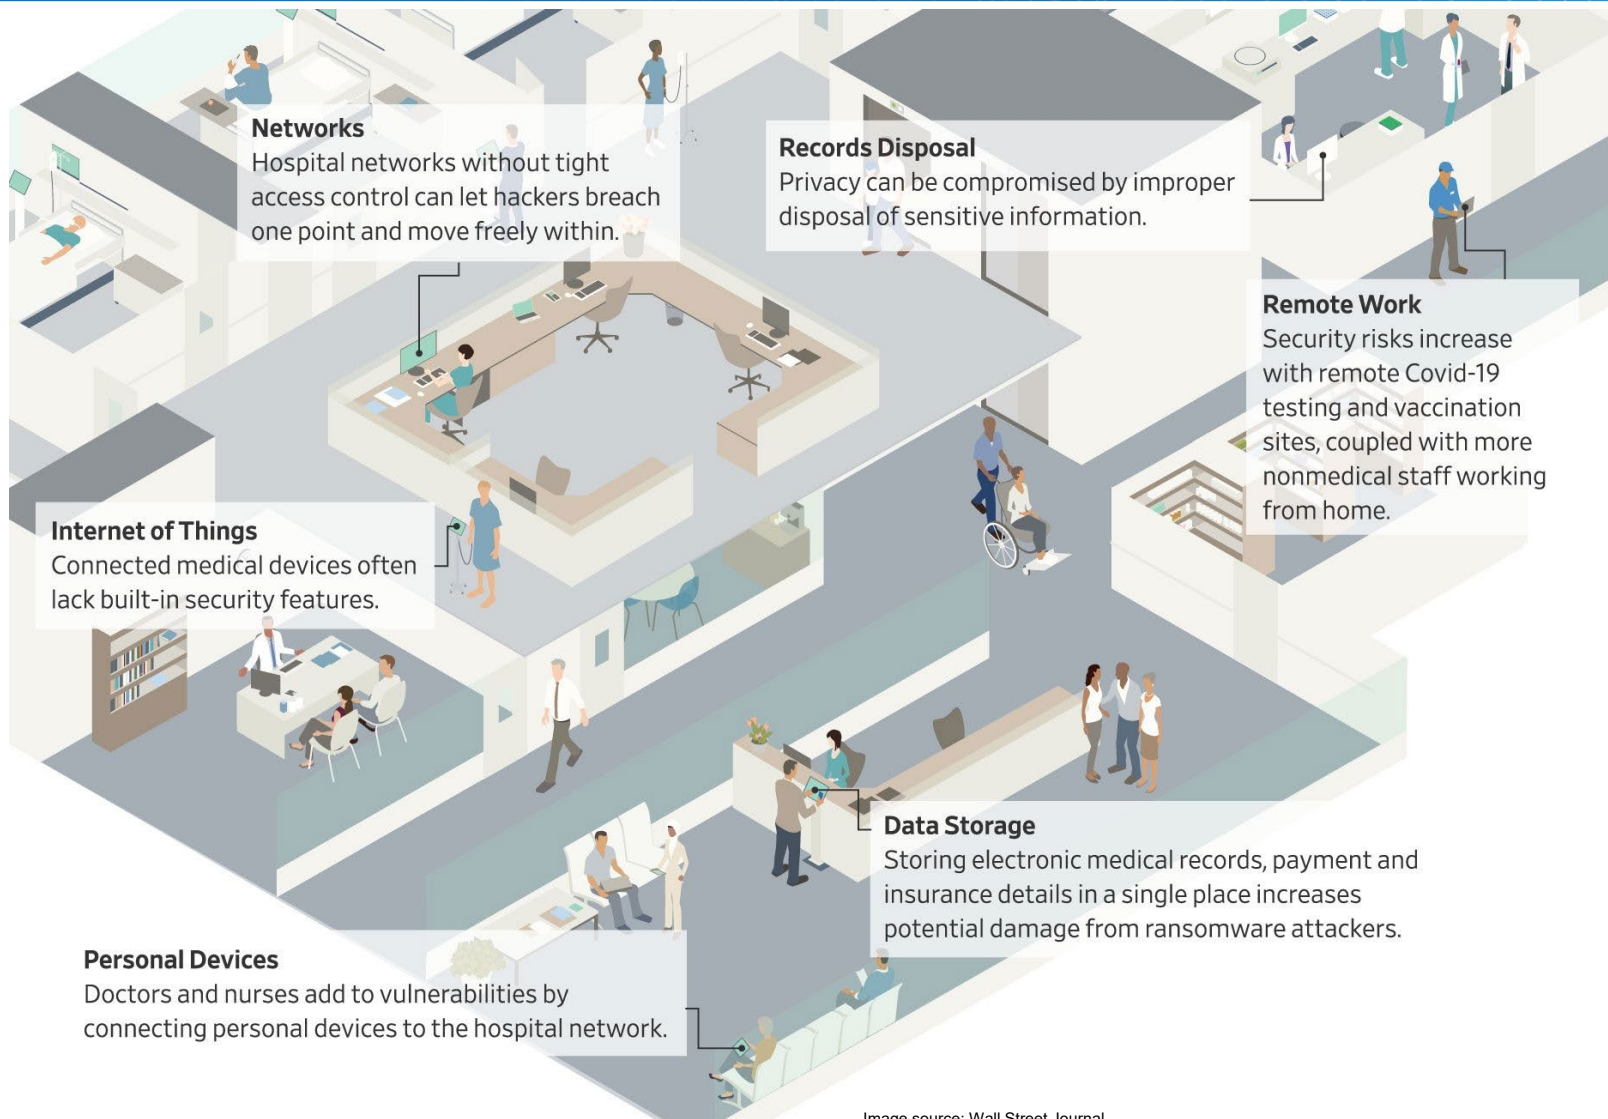 Networks
Hospital networks without tight
access control can let hackers breach
one point and move freely within.
Records Disposal
Privacy can be compromised by improper
disposal of sensitive information.
Remote Work
Security risks increase
with remote Covid-19
testing and vaccination
sites, coupled with more
nonmedical staff working
from home.
Internet of Things
Connected medical devices often
lack built-in security features.
Data Storage
Storing electronic medical records, payment and
insurance details in a single place increases
potential damage from ransomware attackers.
Personal Devices
Doctors and nurses add to vulnerabilities by
connecting personal devices to the hospital network.
Image source: Wall Street Journal